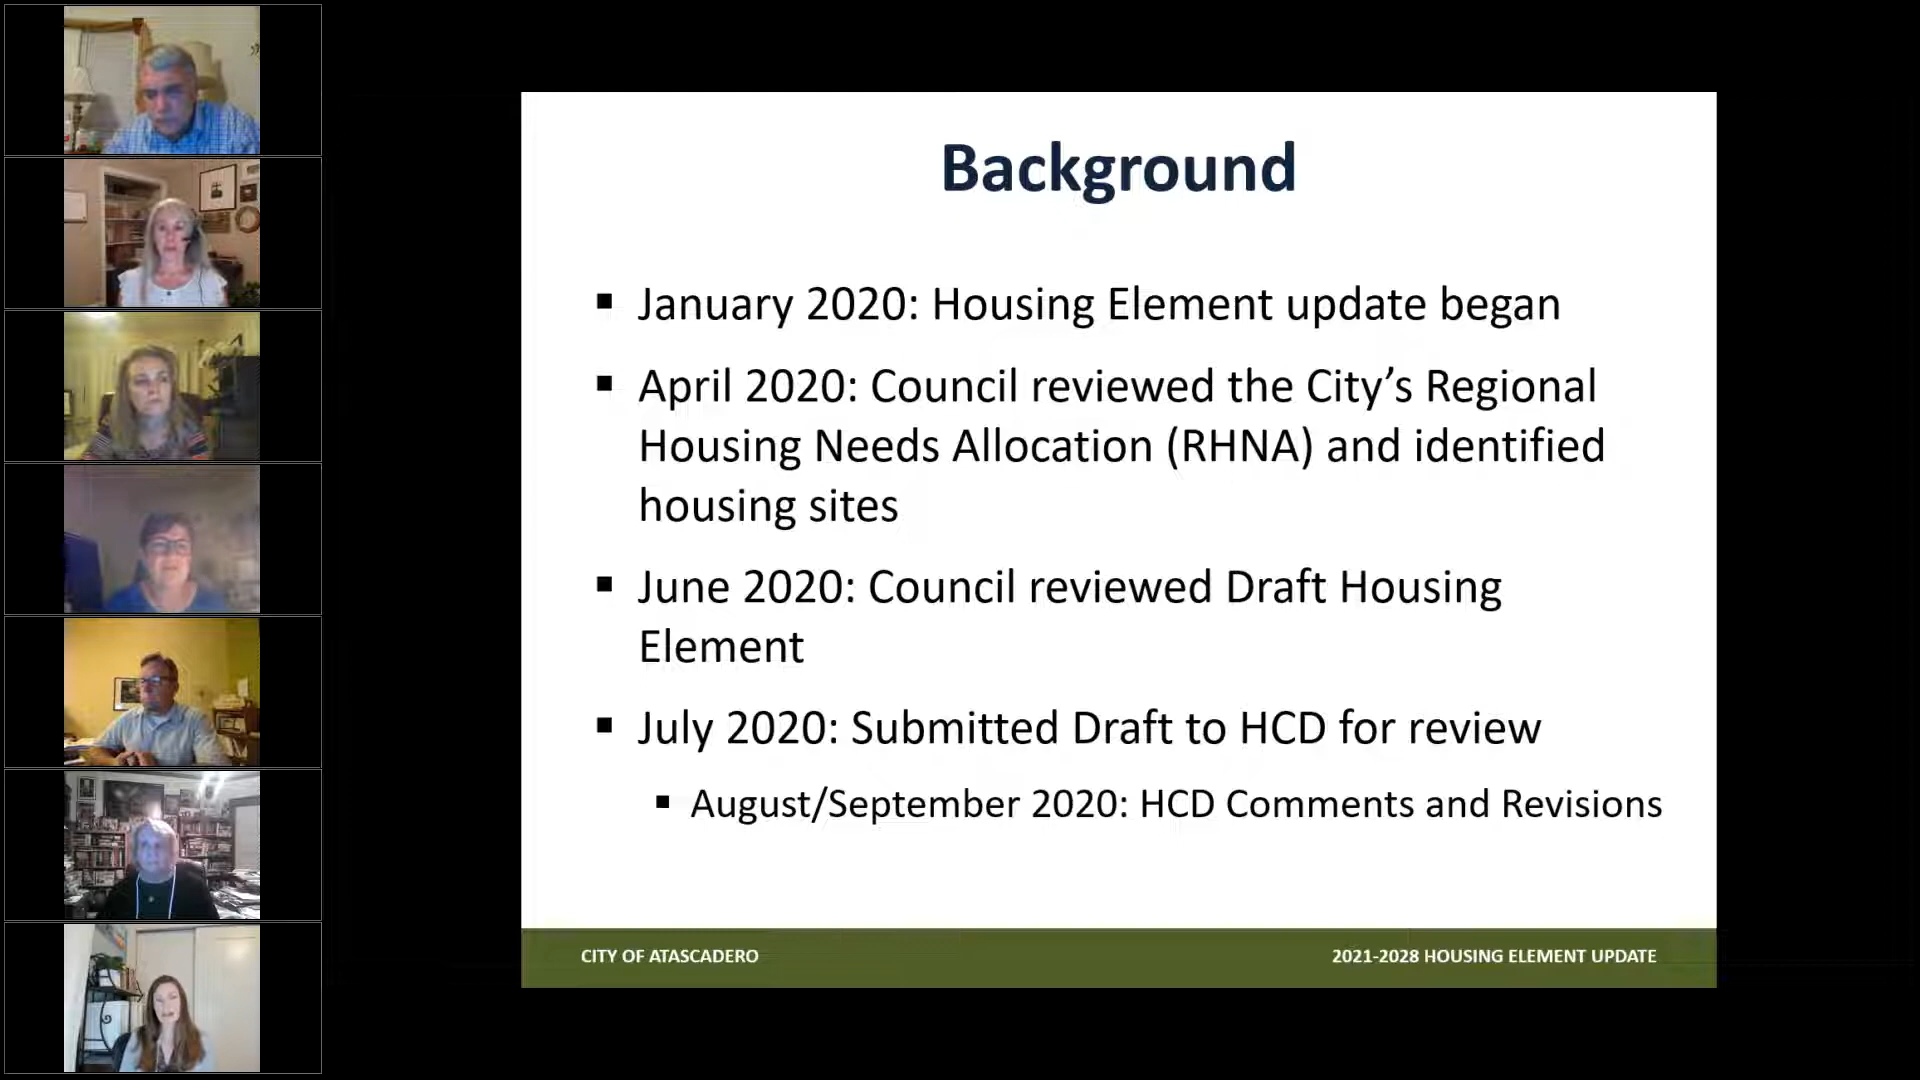 Background
▪ January 2020: Housing Element update began
▪ April 2020: Council reviewed the City’s Regional
Housing Needs Allocation (RHNA) and identified
housing sites
▪ June 2020: Council reviewed Draft Housing
Element
▪ July 2020: Submitted Draft to HCD for review
▪ August/September 2020: HCD Comments and Revisions
CITY OF ATASCADERO
2021-2028 HOUSING ELEMENT UPDATE